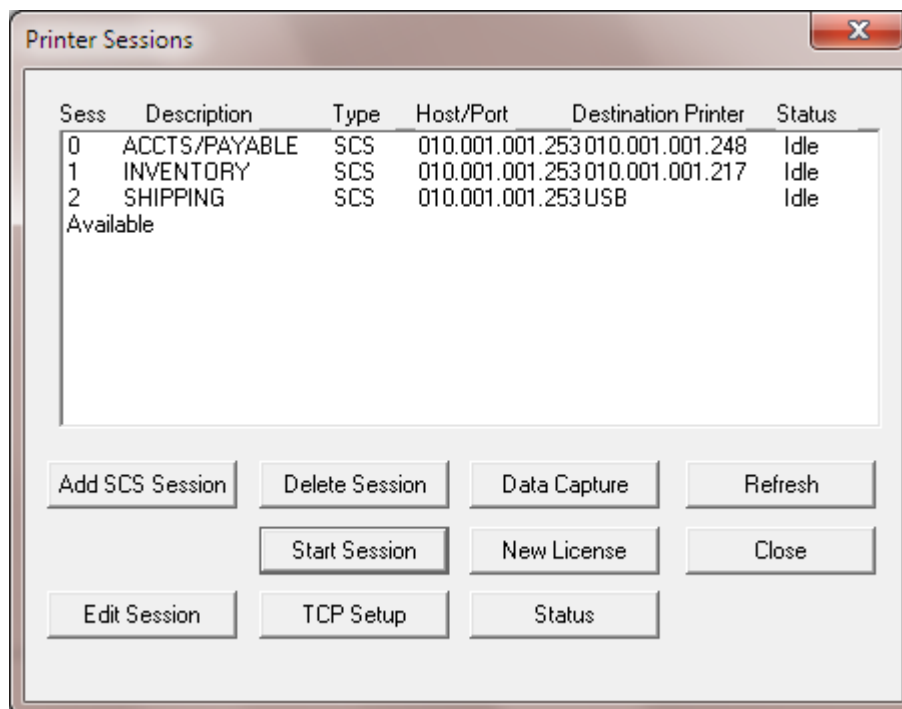 Printer Sessions
Sess Description Type Host/Port Destination Printer Status
0 ACCTS/PAYABLE SCS 010.001.001.253 010.001.001.248 Idle
1 INVENTORY SCS 010.001.001.253 010.001.001.217 Idle
2 SHIPPING SCS 010.001.001.253 USB Idle
Available
Add SCS Session Delete Session Data Capture Refresh
Start Session New License Close
Edit Session TCP Setup Status